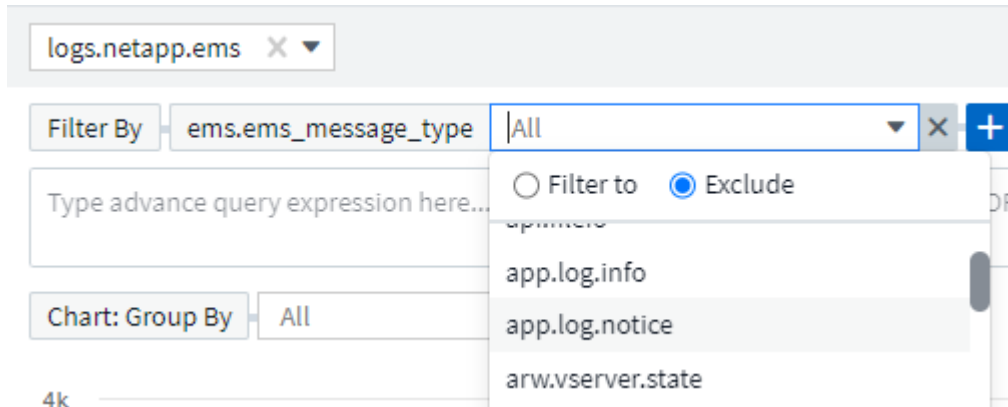 logs.netapp.ems
Filter By ems.ems_message_type All
Filter to Exclude
Type advance query expression here...
app.log.info
Chart: Group By All
app.log.notice
arw.vserver.state
4k